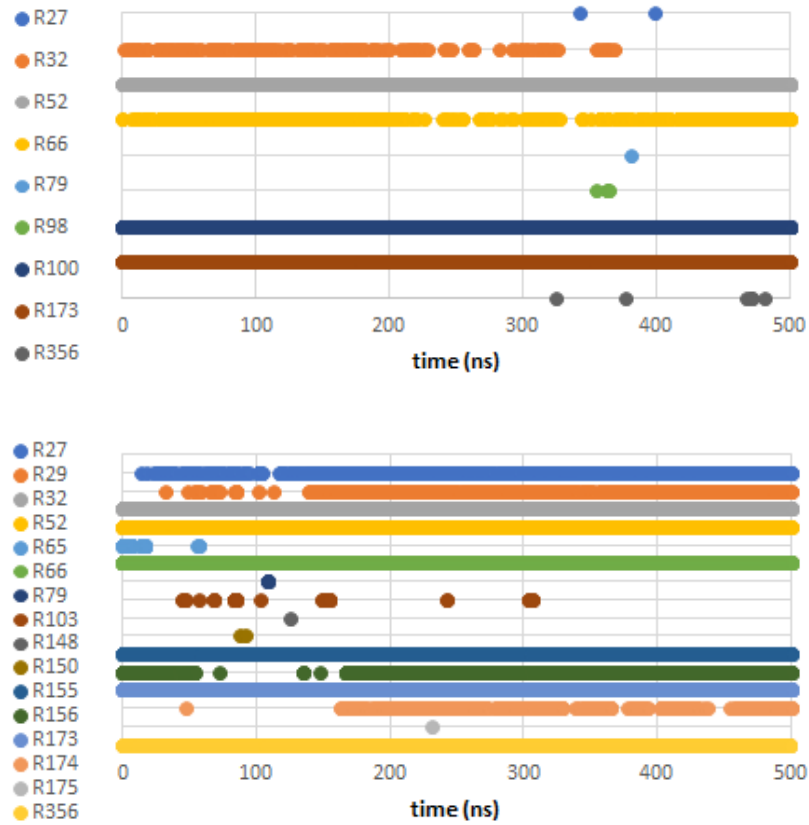 R27
R32
R52
R66
R79
R98
R100
R173
R356
0 100 200 300 400 500
time (ns)
R27
R29
R32
R52
R65
R66
R79
R103
R148
R150
R155
R156
R173
R174
R175
R356
0 100 200 300 400 500
time (ns)